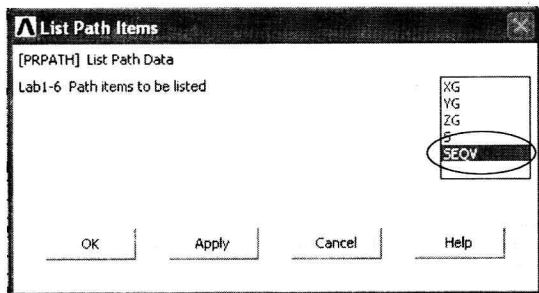 List Path Items
[PRPATH] List Path Data
Lab1-6 Path items to be listed
XG
YG
ZG
S
SEQV
OK Apply Cancel Help